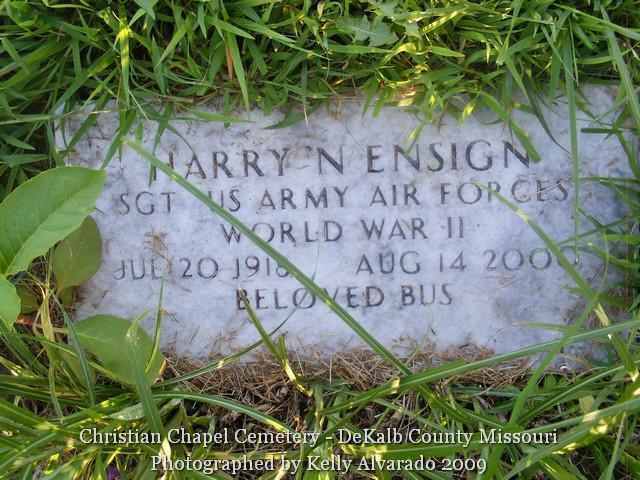 HARRY N ENSIGN
SGT US ARMY AIR FORCES
WORLD WAR II
JUL 20 1918 AUG 14
BELOVED BUS
Christian Chapel Cemetery - DeKalb County Missouri
Photographed by Kelly Alvarado 2009